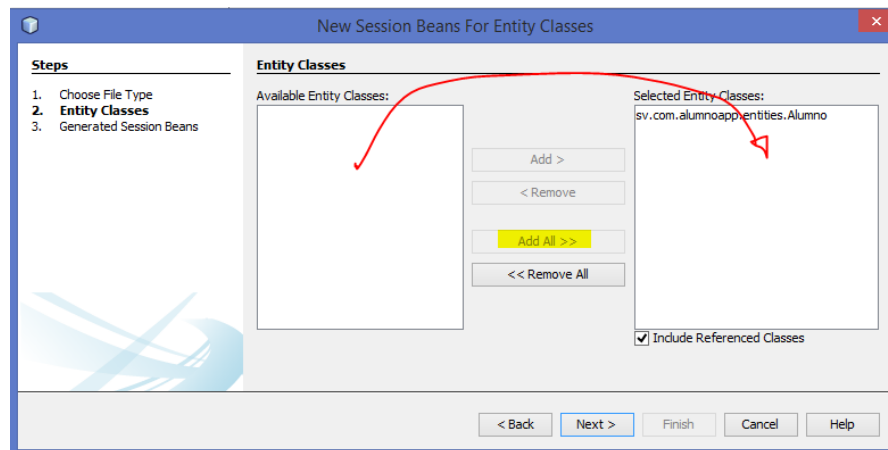 New Session Beans For Entity Classes
Steps
1. Choose File Type
2. Entity Classes
3. Generated Session Beans
Entity Classes
Available Entity Classes:
Add >
< Remove
Add All >>
<< Remove All
Selected Entity Classes:
sv.com.alumnoapp.entities.Alumno
Include Referenced Classes
< Back
Next >
Finish
Cancel
Help